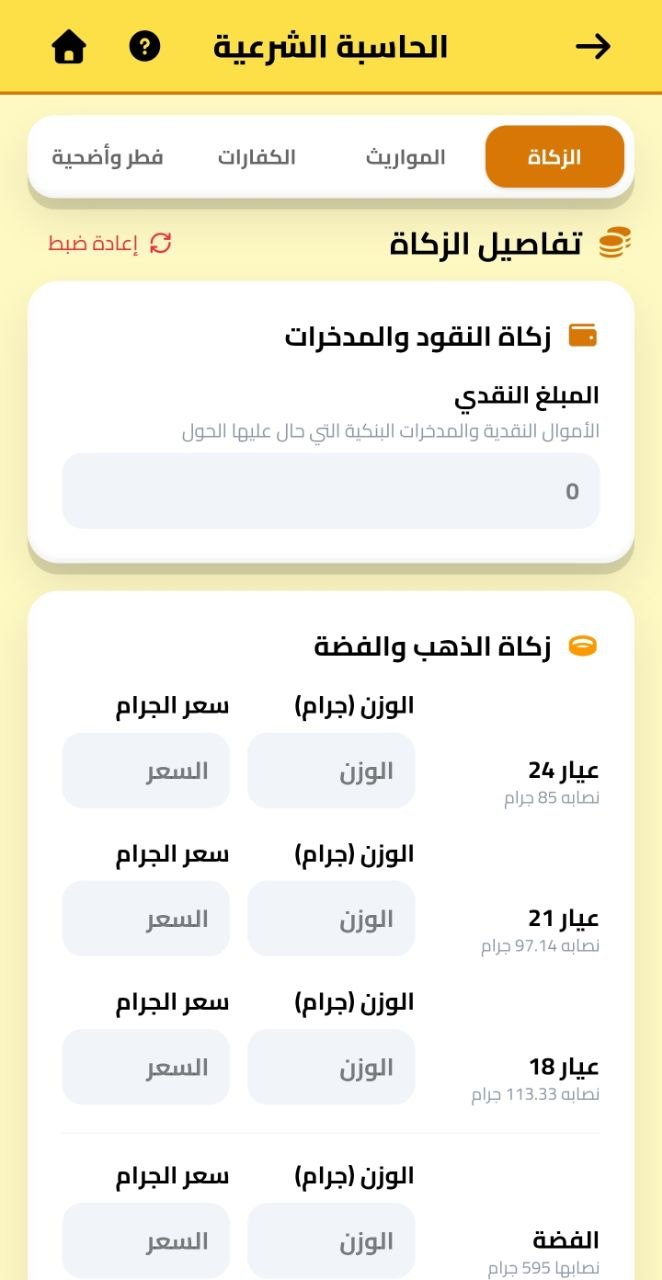 الحاسبة الشرعية
?
الزكاة
المواريث
الكفارات
فطر وأضحية
تفاصيل الزكاة
إعادة ضبط
زكاة النقود والمدخرات
المبلغ النقدي
الأموال النقدية والمدخرات البنكية التي حال عليها الحول
0
زكاة الذهب والفضة
الوزن (جرام) سعر الجرام
عيار 24 الوزن السعر
نصابه 85 جرام
الوزن (جرام) سعر الجرام
عيار 21 الوزن السعر
نصابه 97.14 جرام
الوزن (جرام) سعر الجرام
عيار 18 الوزن السعر
نصابه 113.33 جرام
الوزن (جرام) سعر الجرام
الفضة الوزن السعر
نصابها 595 جرام